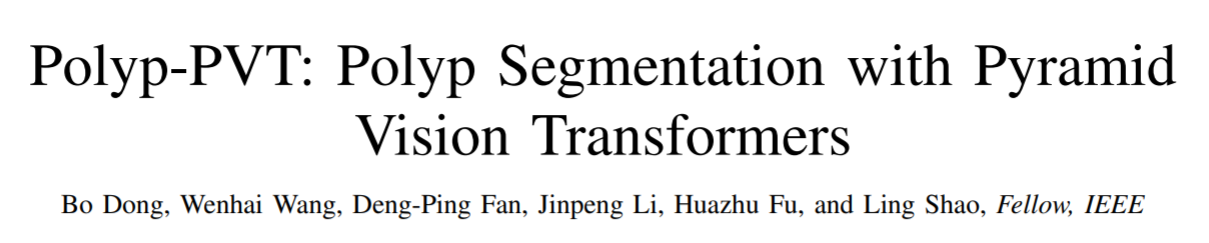 Polyp-PVT: Polyp Segmentation with Pyramid
Vision Transformers
Bo Dong, Wenhai Wang, Deng-Ping Fan, Jinpeng Li, Huazhu Fu, and Ling Shao, Fellow, IEEE